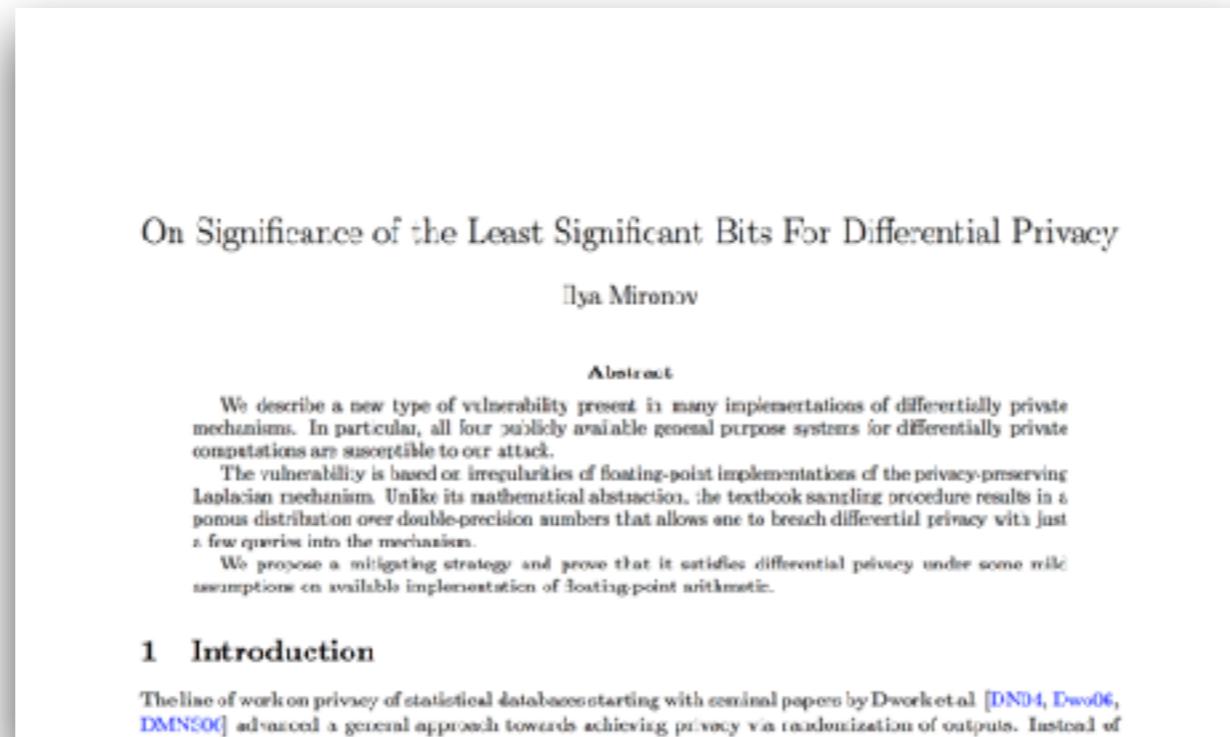 On Significance of the Least Significant Bits For Differential Privacy
Ilya Mironov
Abstract
We describe a new type of vulnerability present in many implementations of differentially private
mechanisms. In particular, all four publicly available general purpose systems for differentially private
computations are susceptible to our attack.
The vulnerability is based on irregularities of floating-point implementations of the privacy-preserving
Laplacian mechanism. Unlike its mathematical abstraction, the textbook sampling procedure results in a
porous distribution over double-precision numbers that allows one to breach differential privacy with just
a few queries into the mechanism.
We propose a mitigating strategy and prove that it satisfies differential privacy under some mild
assumptions on available implementation of floating-point arithmetic.
1 Introduction
The line of work on privacy of statistical databases starting with seminal papers by Dwork et al. [DN04, Dwo06,
DMNS06] advanced a general approach towards achieving privacy via randomization of outputs. Instead of